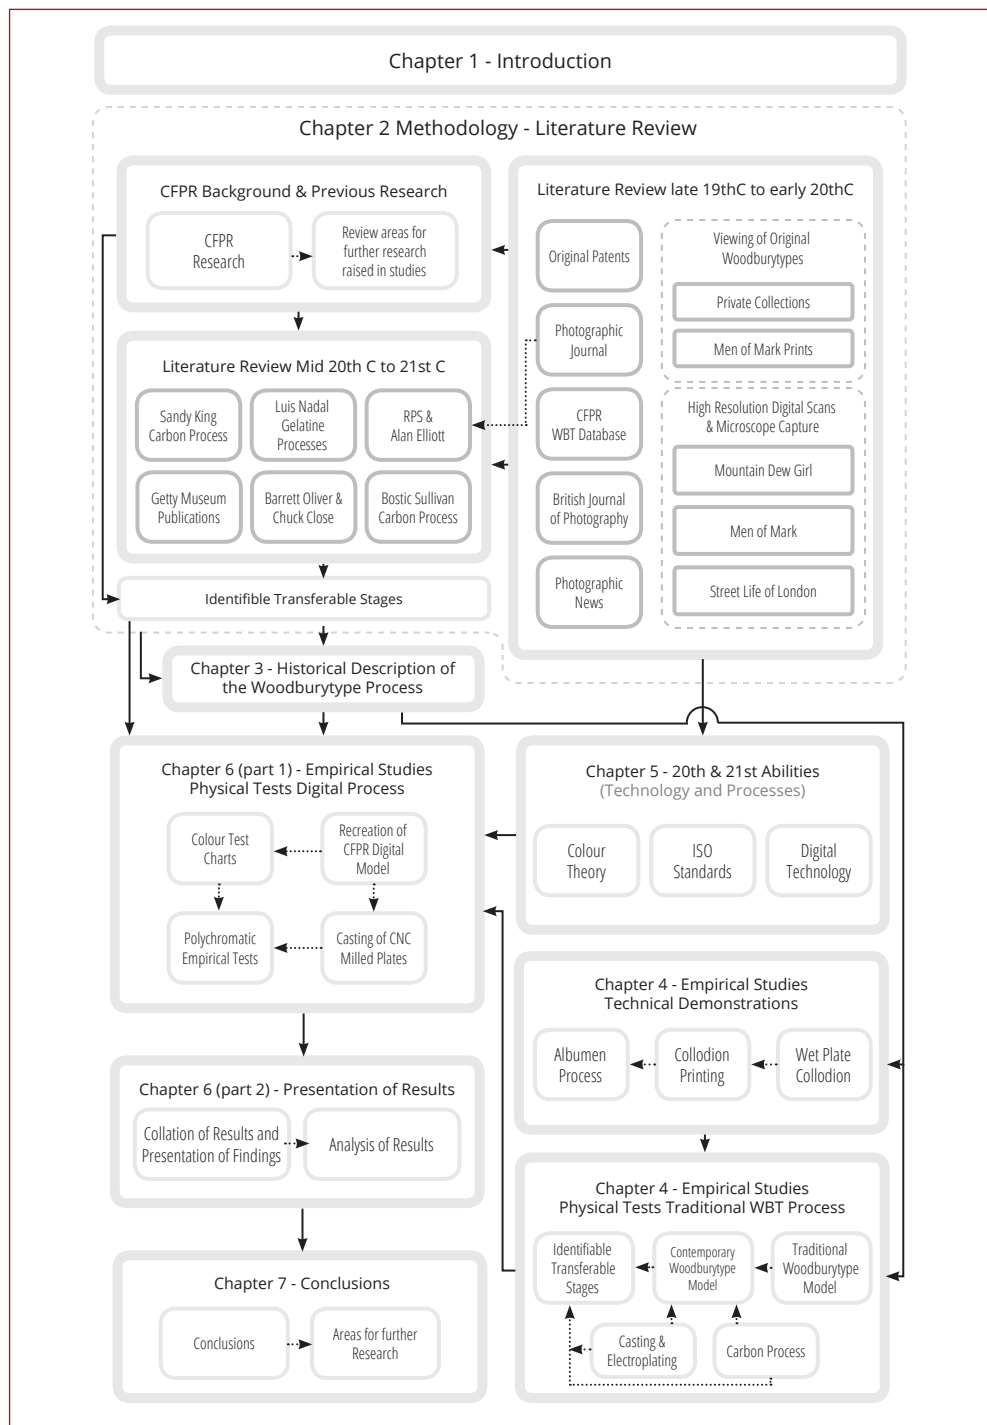 Chapter 1 - Introduction
Chapter 2 Methodology - Literature Review
CFPR Background & Previous Research
CFPR
Research
Review areas for
further research
raised in studies
Literature Review Mid 20th C to 21st C
Sandy King
Carbon Process
Luis Nadal
Gelatine
Processes
RPS &
Alan Elliott
Getty Museum
Publications
Barrett Oliver &
Chuck Close
Bostic Sullivan
Carbon Process
Identifible Transferable Stages
Literature Review late 19thC to early 20thC
Original Patents
Photographic
Journal
CFPR
WBT Database
British Journal
of Photography
Photographic
News
Viewing of Original
Woodburytypes
Private Collections
Men of Mark Prints
High Resolution Digital Scans
& Microscope Capture
Mountain Dew Girl
Men of Mark
Street Life of London
Chapter 3 - Historical Description of
the Woodburytype Process
Chapter 6 (part 1) - Empirical Studies
Physical Tests Digital Process
Colour Test
Charts
Recreation of
CFPR Digital
Model
Polychromatic
Empirical Tests
Casting of CNC
Milled Plates
Chapter 5 - 20th & 21st Abilities
(Technology and Processes)
Colour
Theory
ISO
Standards
Digital
Technology
Chapter 4 - Empirical Studies
Technical Demonstrations
Albumen
Process
Collodion
Printing
Wet Plate
Collodion
Chapter 6 (part 2) - Presentation of Results
Collation of Results and
Presentation of Findings
Analysis of Results
Chapter 4 - Empirical Studies
Physical Tests Traditional WBT Process
Identifiable
Transferable
Stages
Contemporary
Woodburytype
Model
Traditional
Woodburytype
Model
Casting &
Electroplating
Carbon Process
Chapter 7 - Conclusions
Conclusions
Areas for further
Research